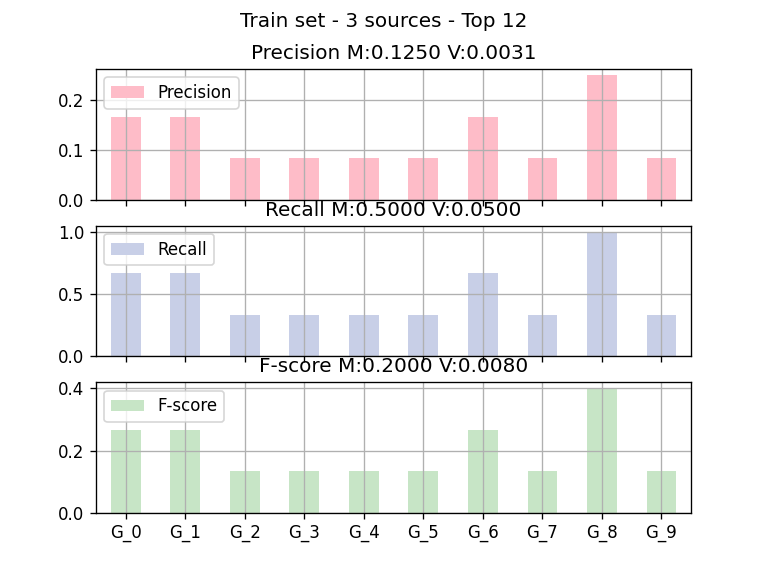 Train set - 3 sources - Top 12
Precision M:0.1250 V:0.0031
0.2
0.1
0.0
Precision
Recall M:0.5000 V:0.0500
1.0
0.5
0.0
Recall
F-score M:0.2000 V:0.0080
0.4
0.2
0.0
F-score
G_0 G_1 G_2 G_3 G_4 G_5 G_6 G_7 G_8 G_9